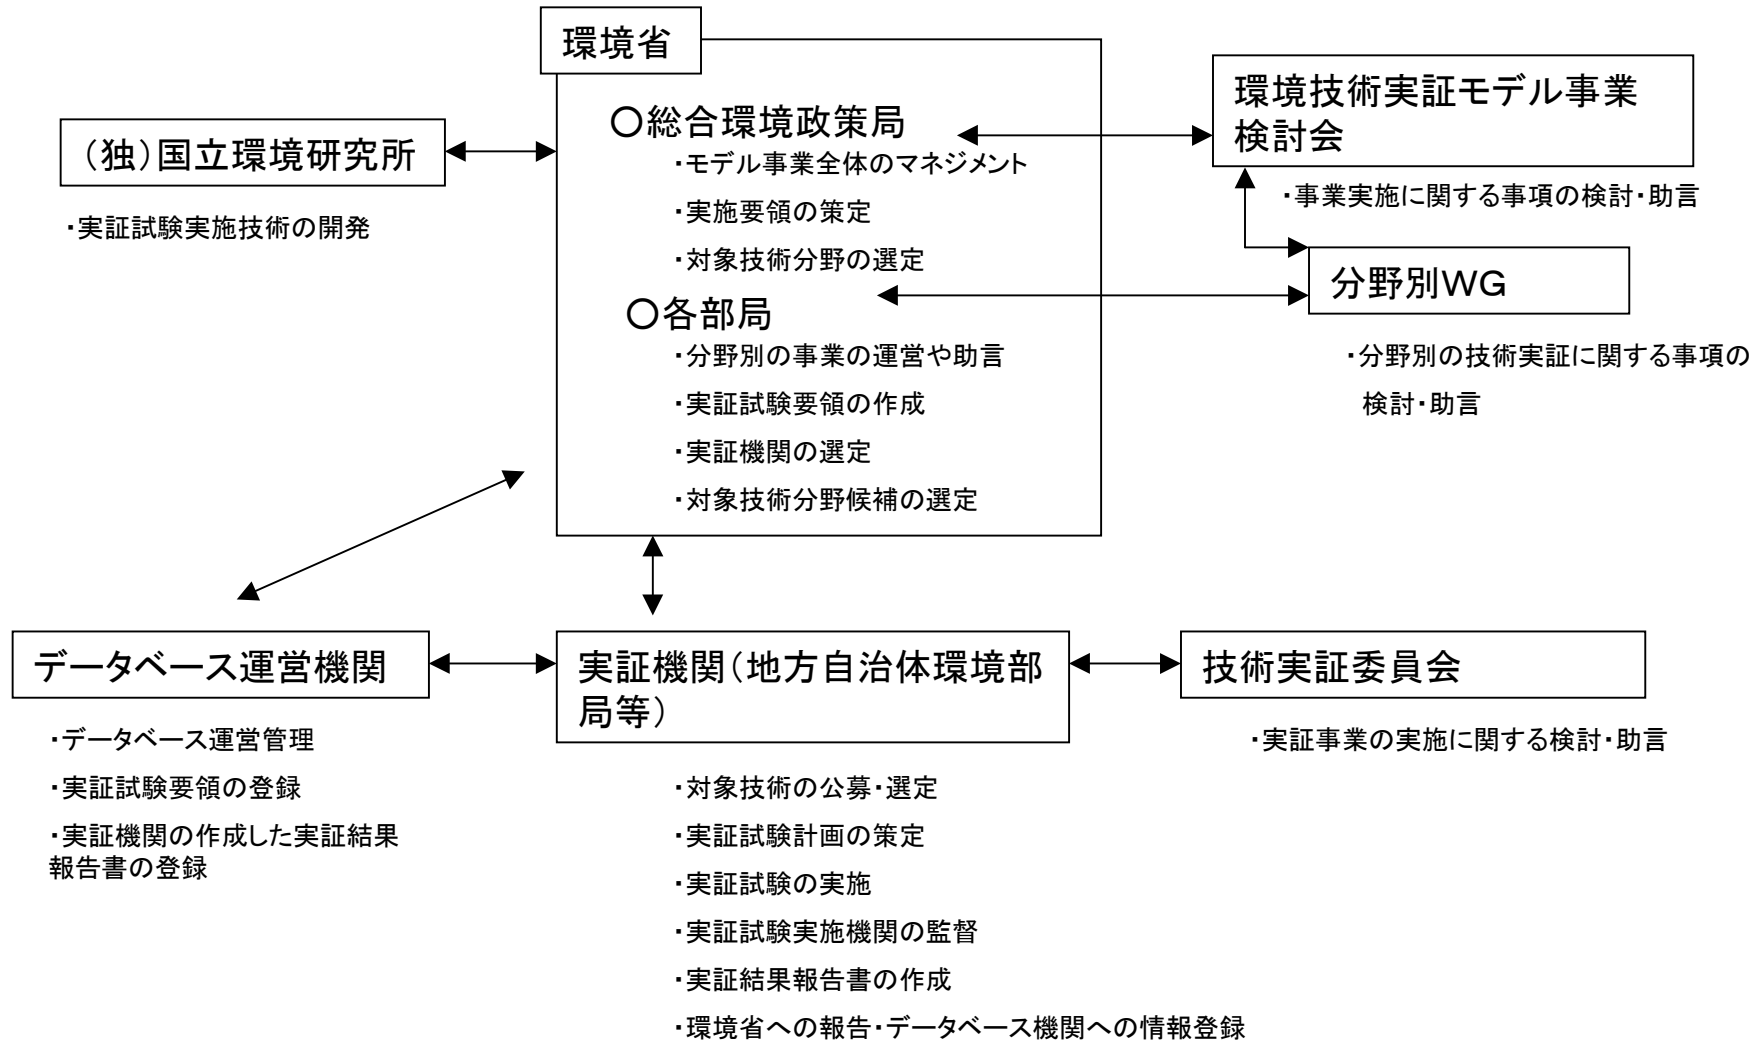 環境省
○総合環境政策局
・モデル事業全体のマネジメント
・実施要領の策定
・対象技術分野の選定
○各部局
・分野別の事業の運営や助言
・実証試験要領の作成
・実証機関の選定
・対象技術分野候補の選定
(独)国立環境研究所
・実証試験実施技術の開発
環境技術実証モデル事業
検討会
・事業実施に関する事項の検討・助言
分野別WG
・分野別の技術実証に関する事項の
検討・助言
データベース運営機関
・データベース運営管理
・実証試験要領の登録
・実証機関の作成した実証結果
報告書の登録
実証機関(地方自治体環境部
局等)
・対象技術の公募・選定
・実証試験計画の策定
・実証試験の実施
・実証試験実施機関の監督
・実証結果報告書の作成
・環境省への報告・データベース機関への情報登録
技術実証委員会
・実証事業の実施に関する検討・助言